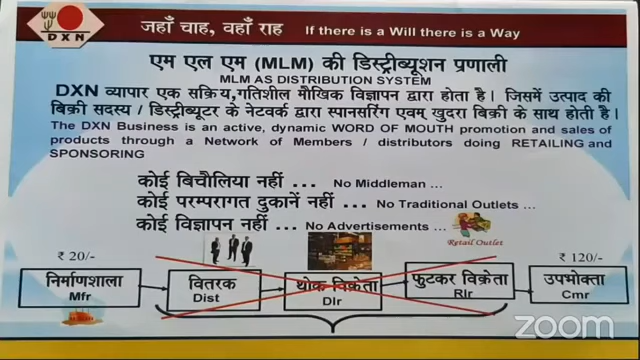 DXN
जहाँ चाह, वहाँ राह If there is a Will there is a Way
एम एल एम (MLM) की डिस्ट्रीब्यूशन प्रणाली
MLM AS DISTRIBUTION SYSTEM
DXN व्यापार एक सक्रिय,गतिशील मौखिक विज्ञापन द्वारा होता है। जिसमें उत्पाद की
बिक्री सदस्य / डिस्ट्रीब्यूटर के नेटवर्क द्वारा स्पानसरिंग एवम् खुदरा बिक्री के साथ होती है।
The DXN Business is an active, dynamic WORD OF MOUTH promotion and sales of
products through a Network of Members / distributors doing RETAILING and
SPONSORING
कोई बिचौलिया नहीं ... No Middleman ...
कोई परम्परागत दुकानें नहीं ... No Traditional Outlets ...
कोई विज्ञापन नहीं ... No Advertisements ...
Retail Outlet
₹ 20/- ₹ 120/-
निर्माणशाला वितरक थोक विक्रेता फुटकर विक्रेता उपभोक्ता
Mfr Dist Dlr Rlr Cmr
zoom